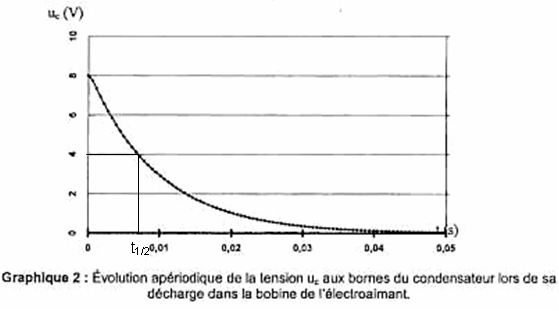 uc (V)
10
8
6
4
2
0
s)
0 t1/2 0,01 0,02 0,03 0,04 0,05
Graphique 2 : Évolution apériodique de la tension uc aux bornes du condensateur lors de sa
décharge dans la bobine de l'électroaimant.